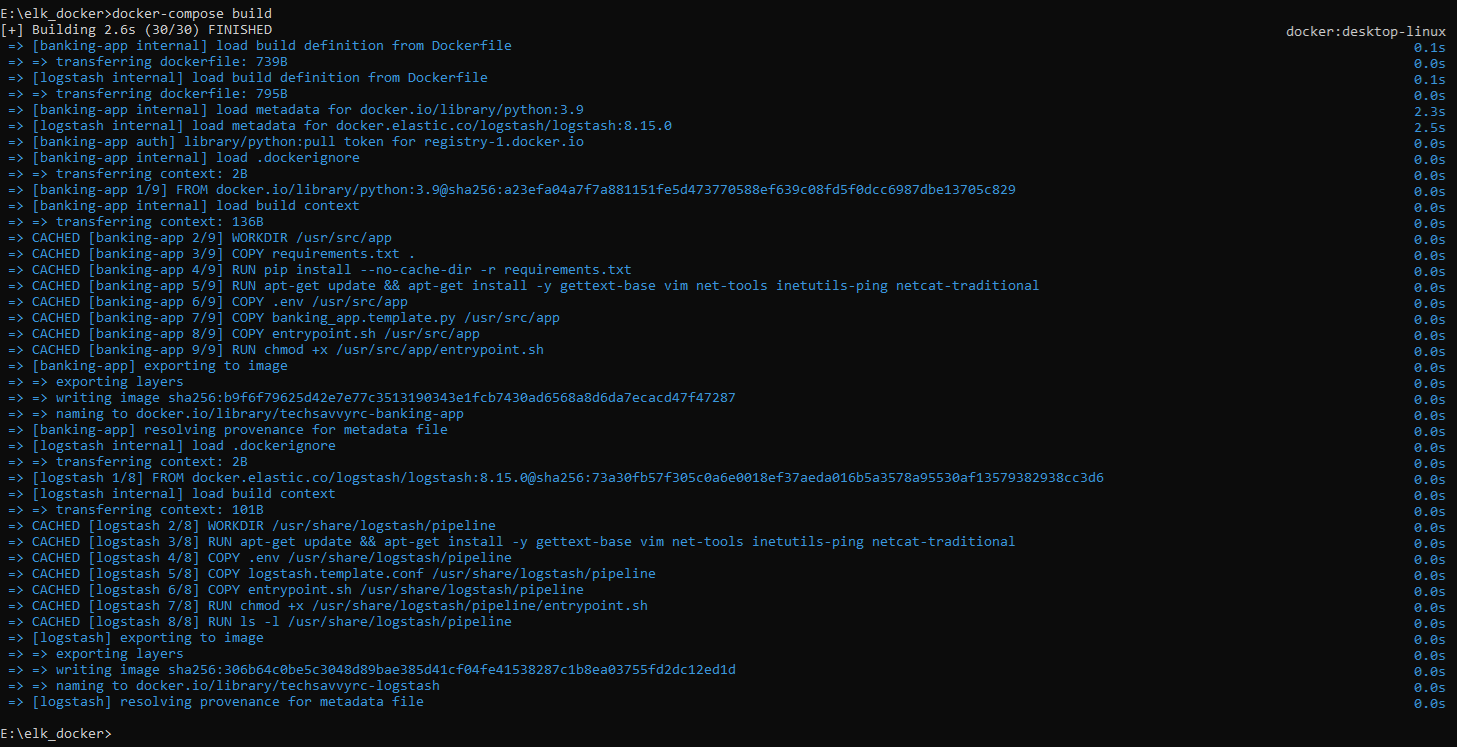 E:\elk_docker>docker-compose build
[+] Building 2.6s (30/30) FINISHED docker:desktop-linux
=> [banking-app internal] load build definition from Dockerfile 0.1s
=> => transferring dockerfile: 739B 0.0s
=> [logstash internal] load build definition from Dockerfile 0.1s
=> => transferring dockerfile: 795B 0.0s
=> [banking-app internal] load metadata for docker.io/library/python:3.9 2.3s
=> [logstash internal] load metadata for docker.elastic.co/logstash/logstash:8.15.0 2.5s
=> [banking-app auth] library/python:pull token for registry-1.docker.io 0.0s
=> [banking-app internal] load .dockerignore 0.0s
=> => transferring context: 2B 0.0s
=> [banking-app 1/9] FROM docker.io/library/python:3.9@sha256:a23efa04a7f7a881151fe5d473770588ef639c08fd5f0dcc6987dbe13705c829 0.0s
=> [banking-app internal] load build context 0.0s
=> => transferring context: 136B 0.0s
=> CACHED [banking-app 2/9] WORKDIR /usr/src/app 0.0s
=> CACHED [banking-app 3/9] COPY requirements.txt . 0.0s
=> CACHED [banking-app 4/9] RUN pip install --no-cache-dir -r requirements.txt 0.0s
=> CACHED [banking-app 5/9] RUN apt-get update && apt-get install -y gettext-base vim net-tools inetutils-ping netcat-traditional 0.0s
=> CACHED [banking-app 6/9] COPY .env /usr/src/app 0.0s
=> CACHED [banking-app 7/9] COPY banking_app.template.py /usr/src/app 0.0s
=> CACHED [banking-app 8/9] COPY entrypoint.sh /usr/src/app 0.0s
=> CACHED [banking-app 9/9] RUN chmod +x /usr/src/app/entrypoint.sh 0.0s
=> [banking-app] exporting to image 0.0s
=> => exporting layers 0.0s
=> => writing image sha256:b9f6f79625d42e7e77c3513190343e1fcb7430ad6568a8d6da7ecacd47f47287 0.0s
=> => naming to docker.io/library/techsavvyrc-banking-app 0.0s
=> [banking-app] resolving provenance for metadata file 0.0s
=> [logstash internal] load .dockerignore 0.0s
=> => transferring context: 2B 0.0s
=> [logstash 1/8] FROM docker.elastic.co/logstash/logstash:8.15.0@sha256:73a30fb57f305c0a6e0018ef37aeda016b5a3578a95530af13579382938cc3d6 0.0s
=> [logstash internal] load build context 0.0s
=> => transferring context: 101B 0.0s
=> CACHED [logstash 2/8] WORKDIR /usr/share/logstash/pipeline 0.0s
=> CACHED [logstash 3/8] RUN apt-get update && apt-get install -y gettext-base vim net-tools inetutils-ping netcat-traditional 0.0s
=> CACHED [logstash 4/8] COPY .env /usr/share/logstash/pipeline 0.0s
=> CACHED [logstash 5/8] COPY logstash.template.conf /usr/share/logstash/pipeline 0.0s
=> CACHED [logstash 6/8] COPY entrypoint.sh /usr/share/logstash/pipeline 0.0s
=> CACHED [logstash 7/8] RUN chmod +x /usr/share/logstash/pipeline/entrypoint.sh 0.0s
=> CACHED [logstash 8/8] RUN ls -l /usr/share/logstash/pipeline 0.0s
=> [logstash] exporting to image 0.0s
=> => exporting layers 0.0s
=> => writing image sha256:306b64c0be5c3048d89bae385d41cf04fe41538287c1b8ea03755fd2dc12ed1d 0.0s
=> => naming to docker.io/library/techsavvyrc-logstash 0.0s
=> [logstash] resolving provenance for metadata file 0.0s
E:\elk_docker>